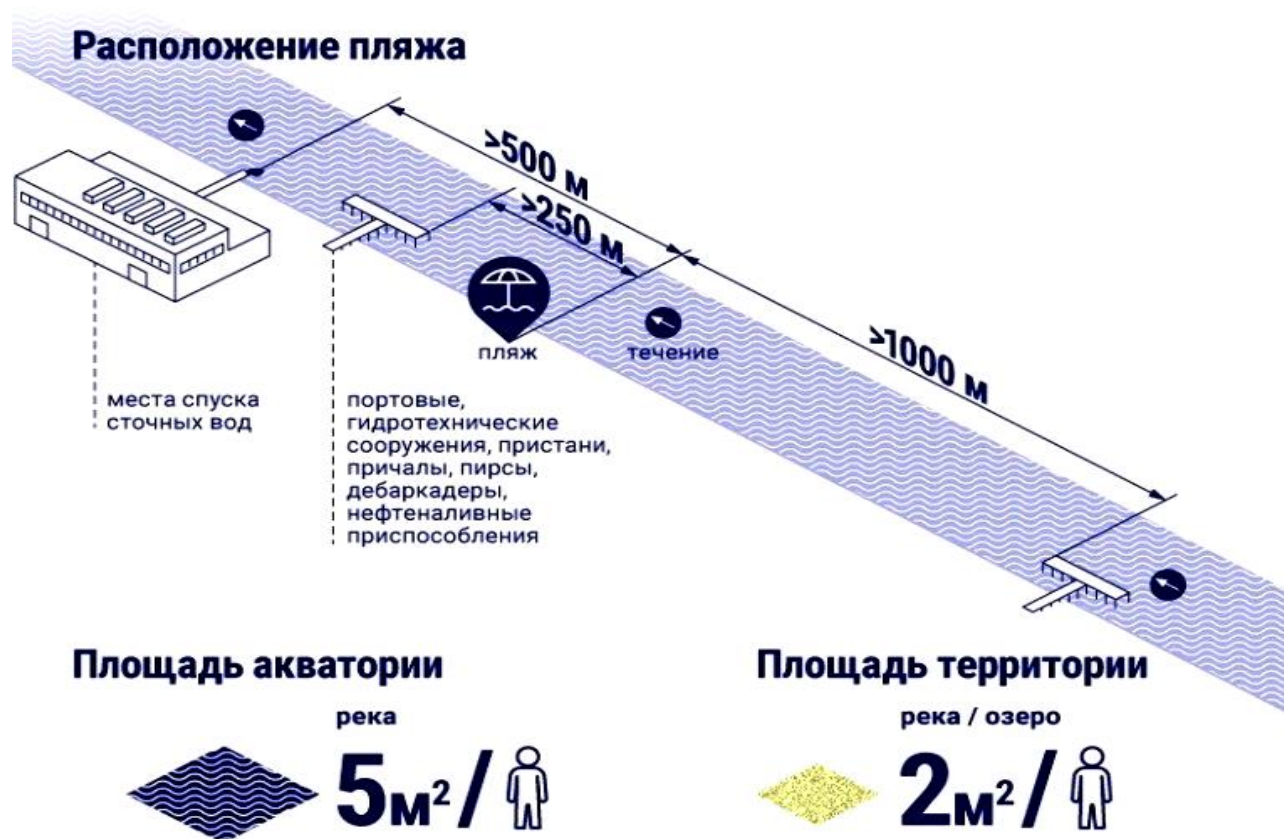 Расположение пляжа
>500 м
>250 м
>1000 м
пляж
течение
места спуска
сточных вод
портовые,
гидротехнические
сооружения, пристани,
причалы, пирсы,
дебаркадеры,
нефтеналивные
приспособления
Площадь акватории
река
5м²/
Площадь территории
река / озеро
2м²/